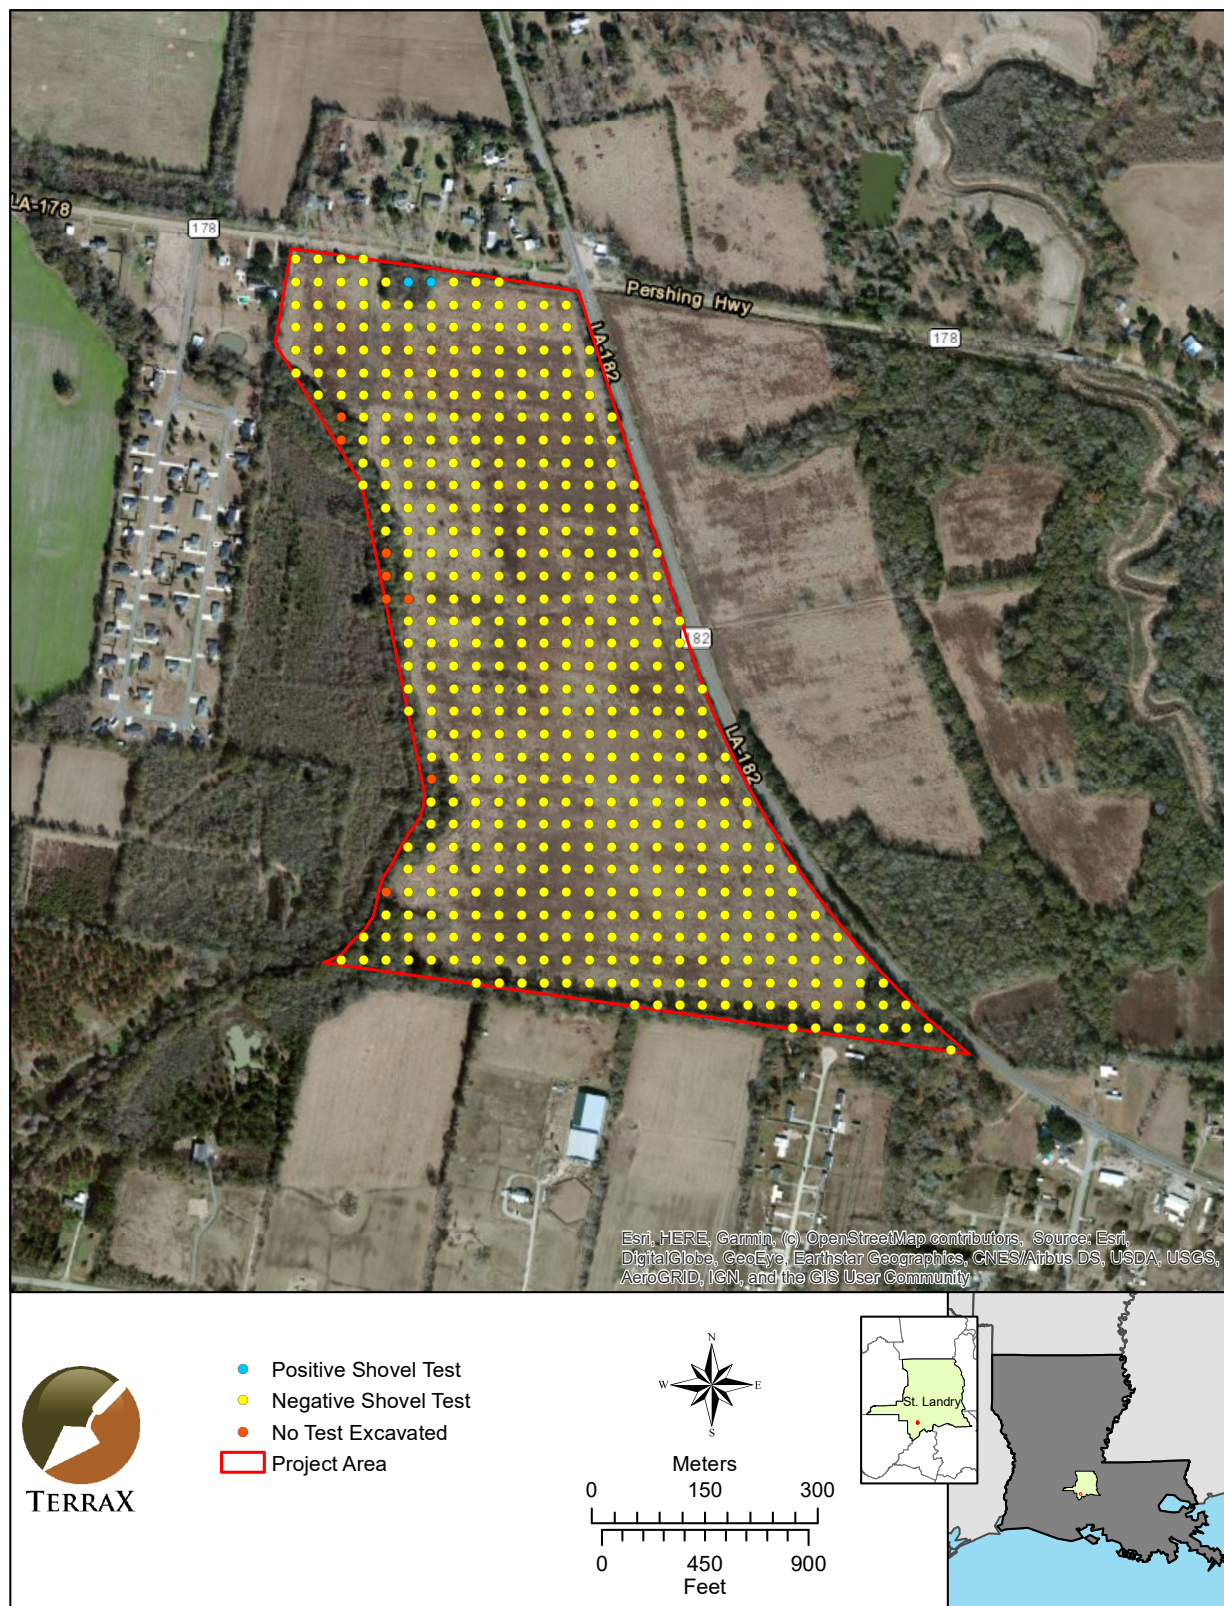 LA-178
178
Pershing Hwy
178
LA-182
182
LA-182
Esri, HERE, Garmin, (c) OpenStreetMap contributors, Source: Esri,
DigitalGlobe, GeoEye, Earthstar Geographics, CNES/Airbus DS, USDA, USGS,
AeroGRID, IGN, and the GIS User Community
TERRAX
Positive Shovel Test
Negative Shovel Test
No Test Excavated
Project Area
N
W
E
S
Meters
0 150 300
0 450 900
Feet
St. Landry